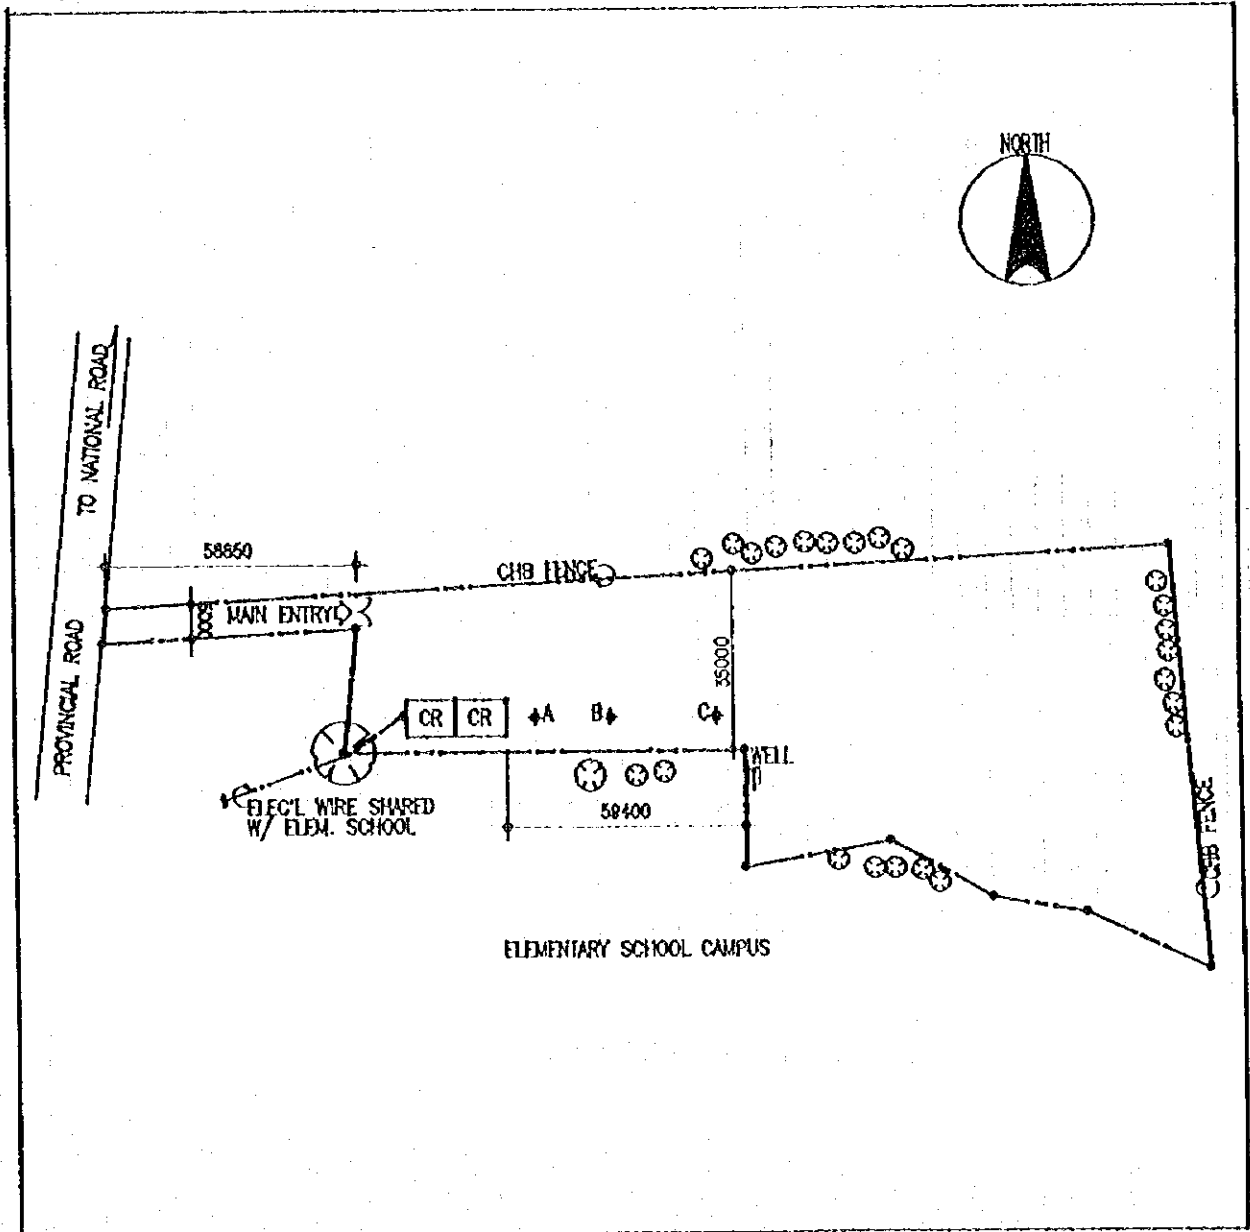 NORTH
TO NATIONAL ROAD
PROVINCIAL ROAD
58650
CHB FENCE
MAIN ENTRY
5000
35000
CR
CR
A
B
C
WELL
ELEC'L WIRE SHARED
W/ ELEM. SCHOOL
59400
CHB FENCE
ELEMENTARY SCHOOL CAMPUS